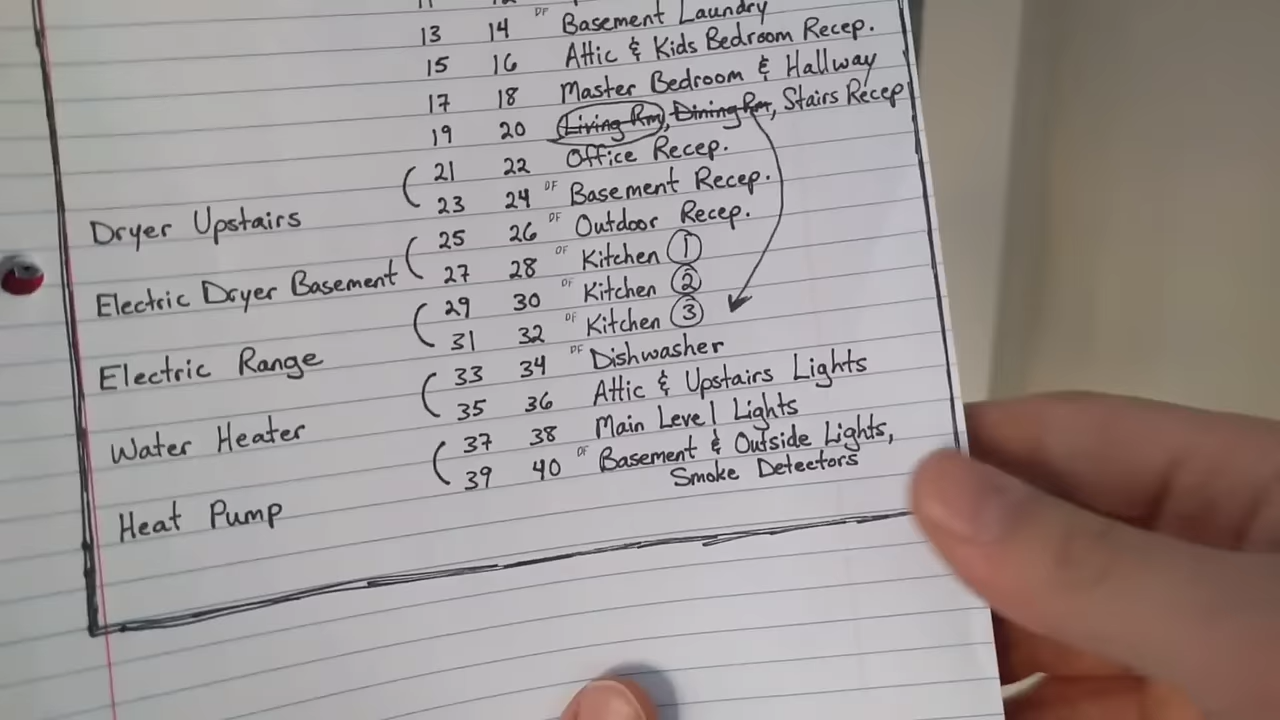 13 14 DF Basement Laundry
15 16 Attic & Kids Bedroom Recep.
17 18 Master Bedroom & Hallway
19 20 Living Rm, Dining Rm, Stairs Recep
21 22 Office Recep.
Dryer Upstairs 23 24 DF Basement Recep.
25 26 DF Outdoor Recep.
Electric Dryer Basement 27 28 DF Kitchen 1
29 30 DF Kitchen 2
Electric Range 31 32 DF Kitchen 3
33 34 DF Dishwasher
Water Heater 35 36 Attic & Upstairs Lights
37 38 Main Level Lights
Heat Pump 39 40 DF Basement & Outside Lights,
Smoke Detectors